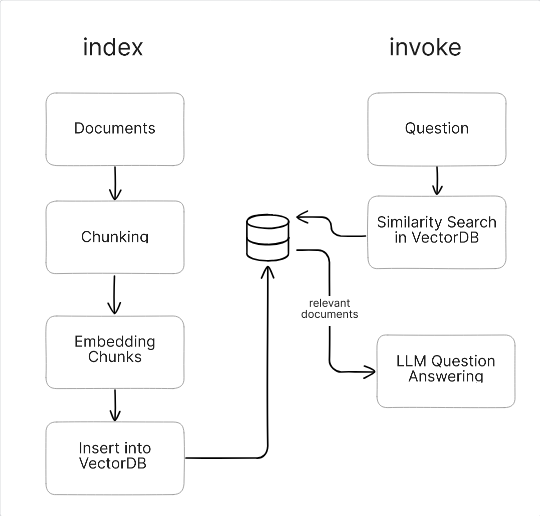 index
invoke
Documents
Question
Chunking
Similarity Search
in VectorDB
relevant
documents
Embedding
Chunks
LLM Question
Answering
Insert into
VectorDB